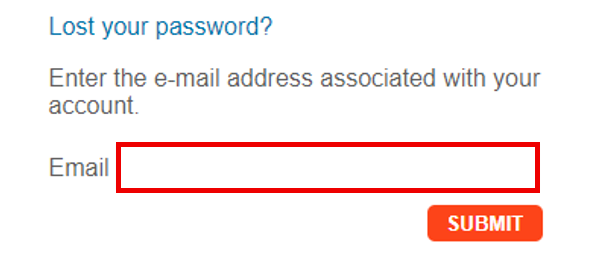 Lost your password?
Enter the e-mail address associated with your
account.
Email
SUBMIT